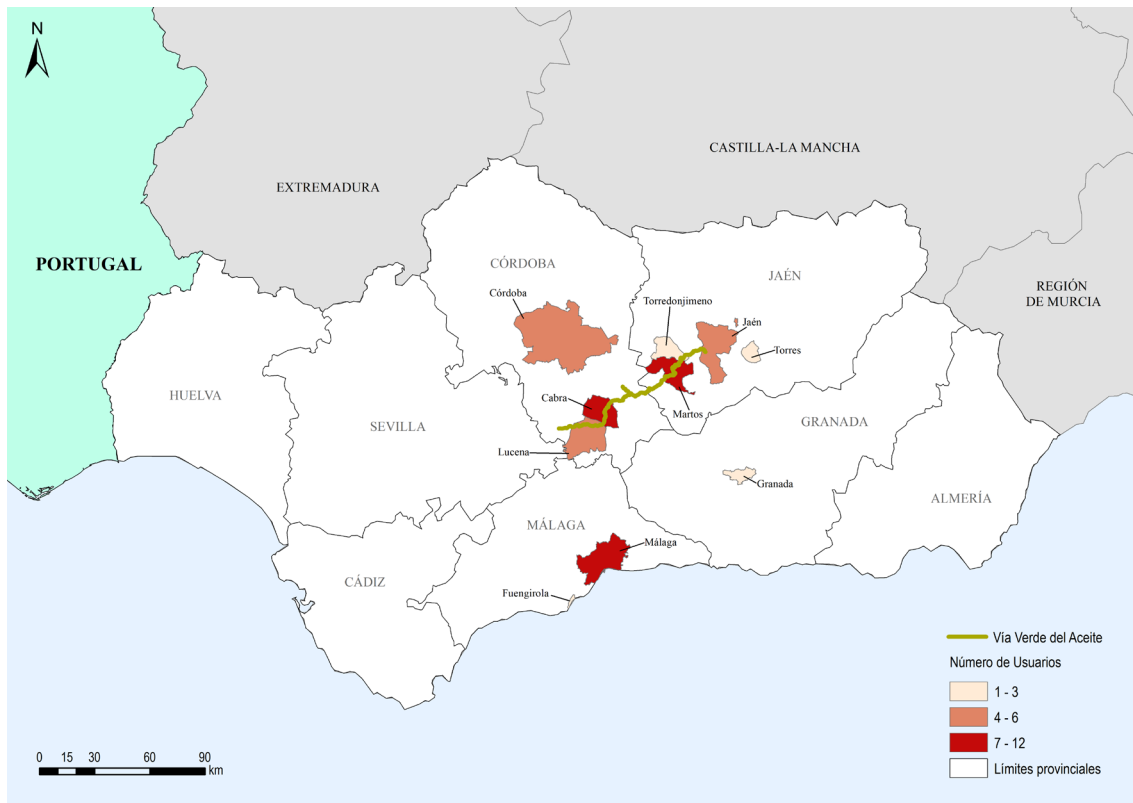 N
CASTILLA-LA MANCHA
EXTREMADURA
PORTUGAL
CÓRDOBA
JAÉN
REGIÓN
DE MURCIA
Córdoba
Torredonjimeno
Jaén
Torres
HUELVA
SEVILLA
Cabra
Martos
GRANADA
Lucena
Granada
ALMERÍA
MÁLAGA
Málaga
CÁDIZ
Fuengirola
Vía Verde del Aceite
Número de Usuarios
1 - 3
4 - 6
7 - 12
Límites provinciales
0 15 30 60 90
km